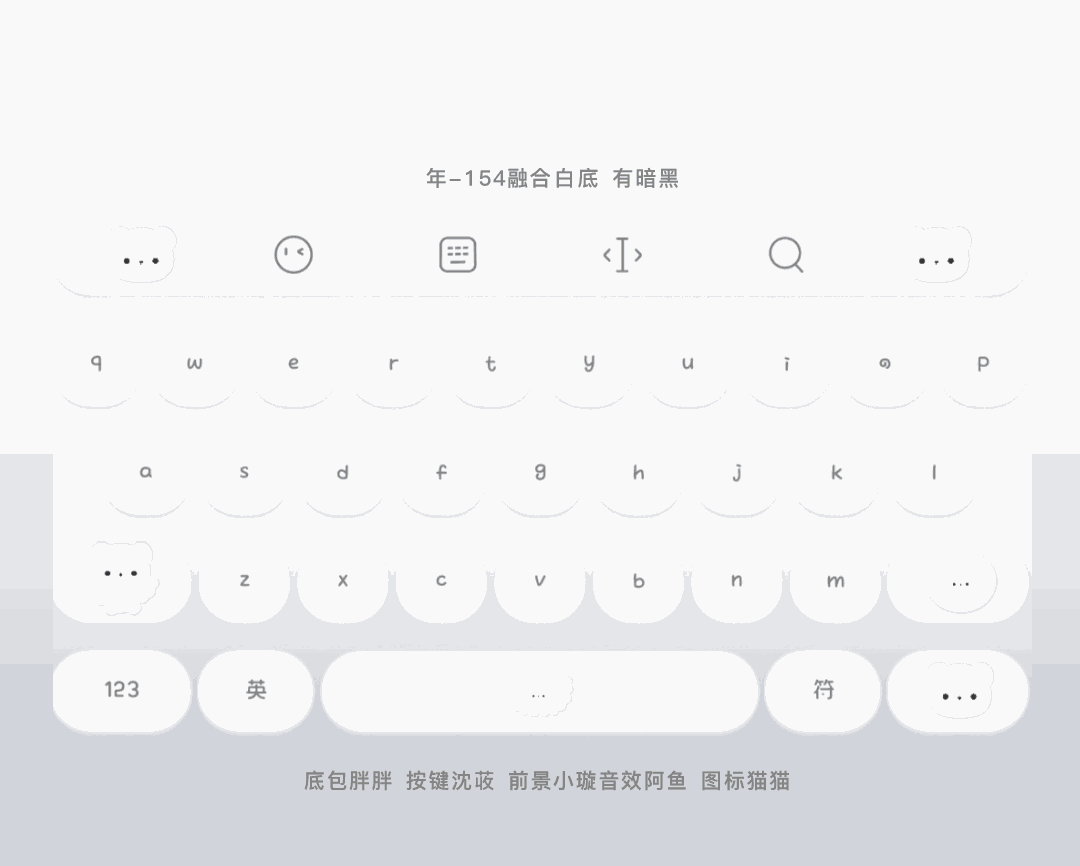 年-154融合白底 有暗黑
q w e r t y u i o p
a s d f g h j k l
z x c v b n m
123 英 符
底包胖胖 按键沈莜 前景小璇音效阿鱼 图标猫猫